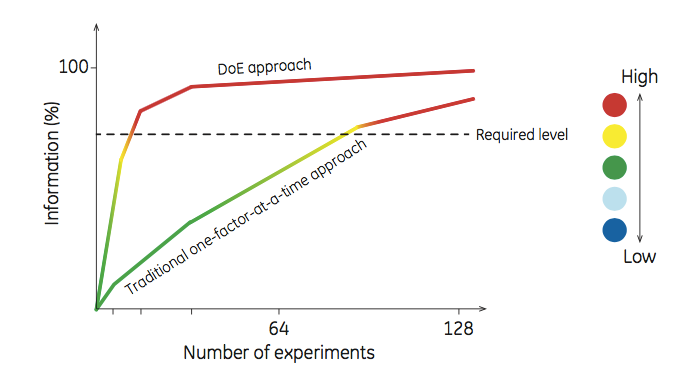 DoE approach
100
High
Information (%)
Required level
Traditional one-factor-at-a-time approach
Low
64
128
Number of experiments